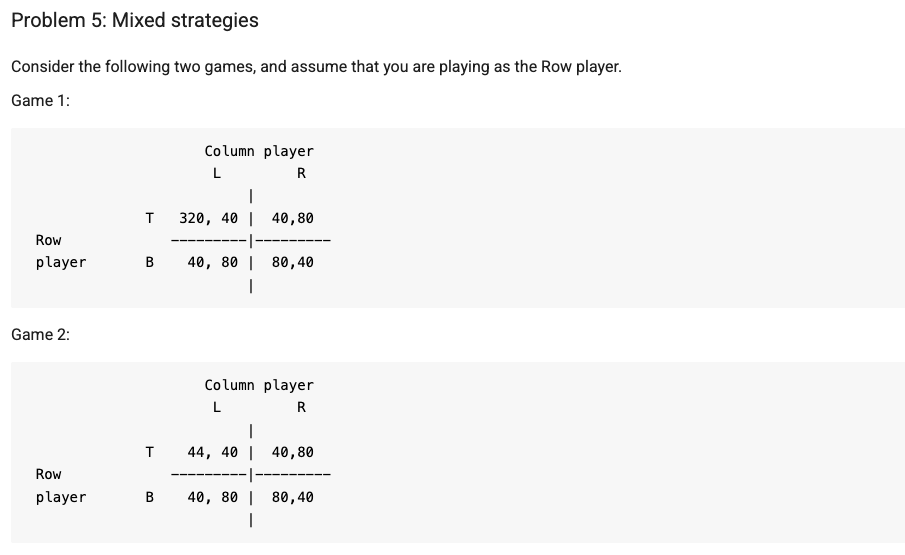 Problem 5: Mixed strategies
Consider the following two games, and assume that you are playing as the Row player.
Game 1:
Column player
L R
|
T 320, 40 | 40,80
Row ---------|---------
player B 40, 80 | 80,40
|
Game 2:
Column player
L R
|
T 44, 40 | 40,80
Row ---------|---------
player B 40, 80 | 80,40
|